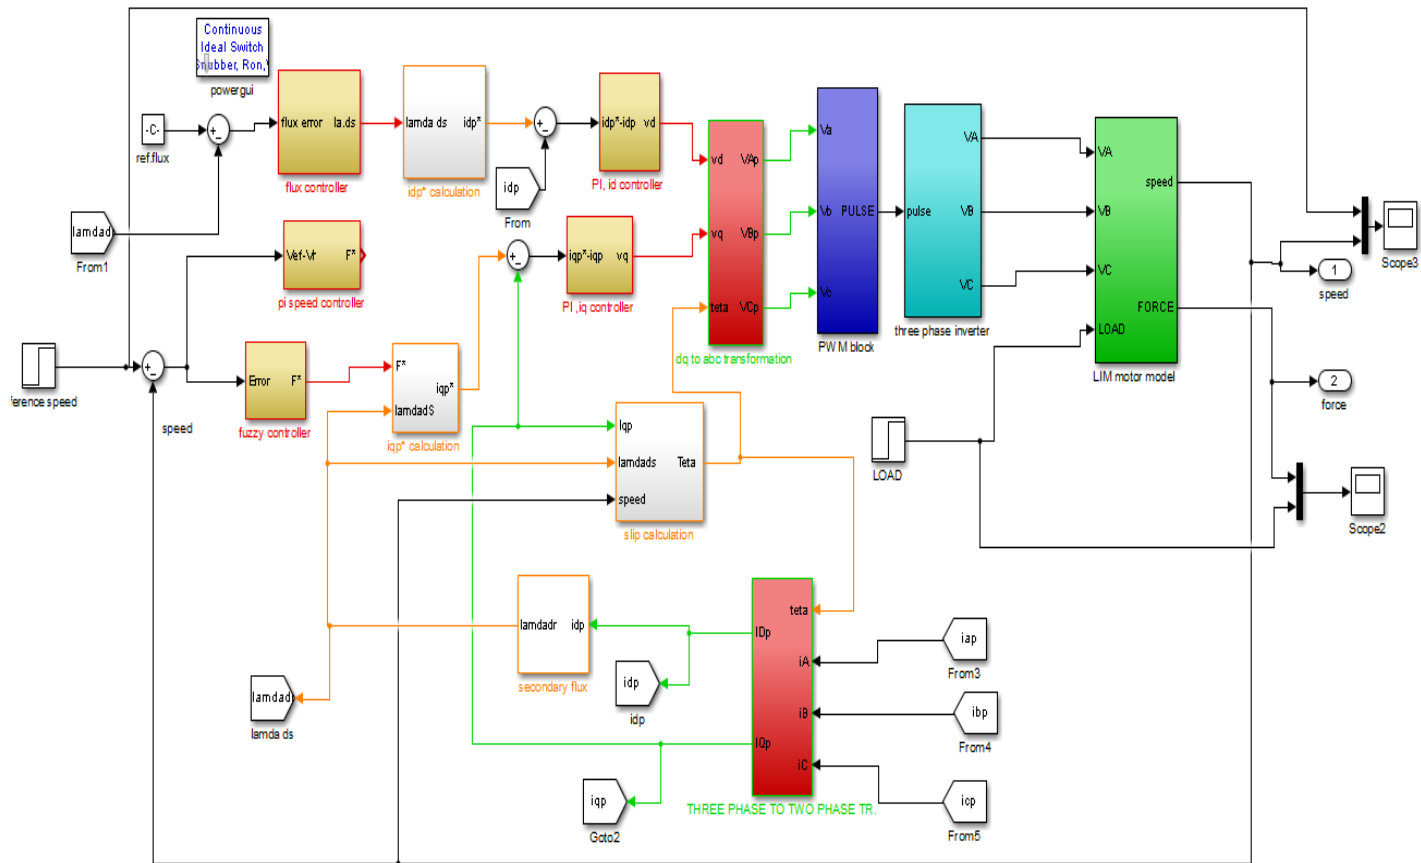 Continuous
Ideal Switch
Snubber, Ron,
powergui
-C-
ref.flux
flux error la.ds
flux controller
lamda ds idp*
idp* calculation
idp
From
idp*-idp vd
PI, id controller
lamdad
From1
Vef-Vf F*
pi speed controller
iqp*-iqp vq
PI ,iq controller
vd VAp
vq VBp
teta VCp
dq to abc transformation
Va
Vb PULSE
Vc
PWM block
VA
pulse VB
VC
three phase inverter
VA
speed
VB
VC
FORCE
LOAD
LIM motor model
Scope3
1
speed
2
force
ference speed
speed
Error F*
fuzzy controller
F*
iqp*
lamdadS
iqp* calculation
Iqp
lamdads Teta
speed
slip calculation
LOAD
Scope2
lamdadr idp
secondary flux
teta
IDp
iA
iB
IQp
iC
THREE PHASE TO TWO PHASE TR.
iap
From3
ibp
From4
icp
From5
lamdad
lamda ds
idp
idp
iqp
Goto2